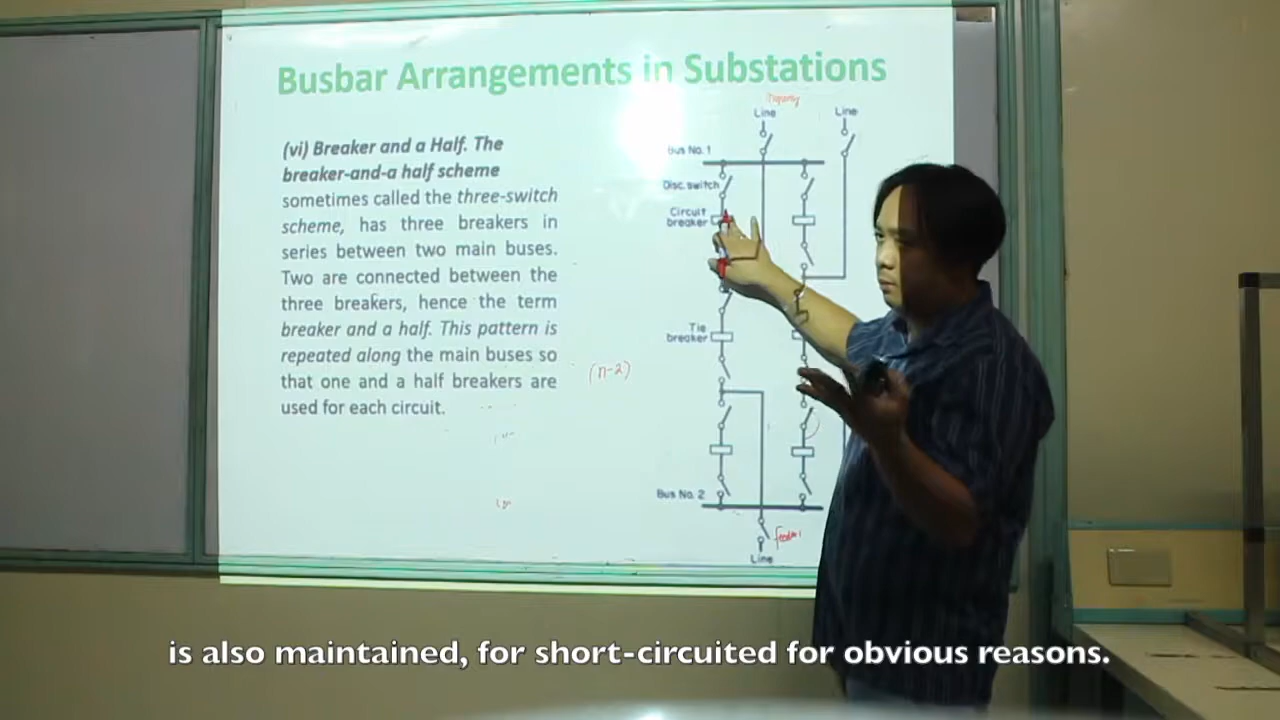 Busbar Arrangements in Substations
(vi) Breaker and a Half. The
breaker-and-a half scheme
sometimes called the three-switch
scheme, has three breakers in
series between two main buses.
Two are connected between the
three breakers, hence the term
breaker and a half. This pattern is
repeated along the main buses so
that one and a half breakers are
used for each circuit.
(n-2)
Line
Line
Bus No. 1
Disc. switch
Circuit
breaker
Tie
breaker
Bus No. 2
Line
is also maintained, for short-circuited for obvious reasons.